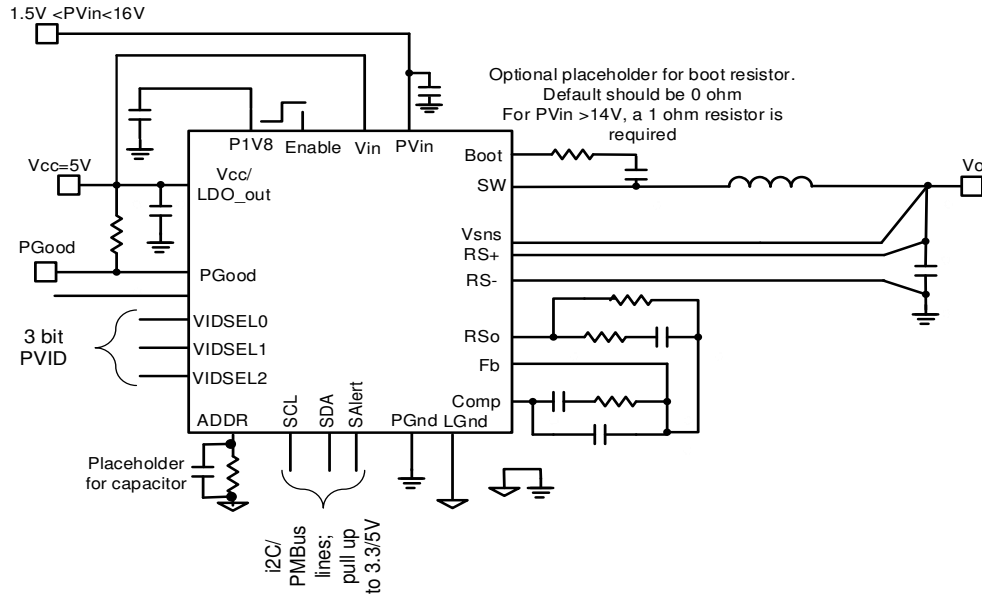 1.5V <PVin<16V
Optional placeholder for boot resistor.
Default should be 0 ohm
For PVin >14V, a 1 ohm resistor is
required
P1V8
Enable
Vin
PVin
Boot
Vcc=5V
Vcc/
LDO_out
SW
Vo
Vsns
PGood
RS+
PGood
RS-
3 bit
PVID
VIDSEL0
VIDSEL1
VIDSEL2
RSo
Fb
Comp
ADDR
SCL
SDA
SAlert
PGnd
LGnd
Placeholder
for capacitor
i2C/
PMBus
lines;
pull up
to 3.3/5V